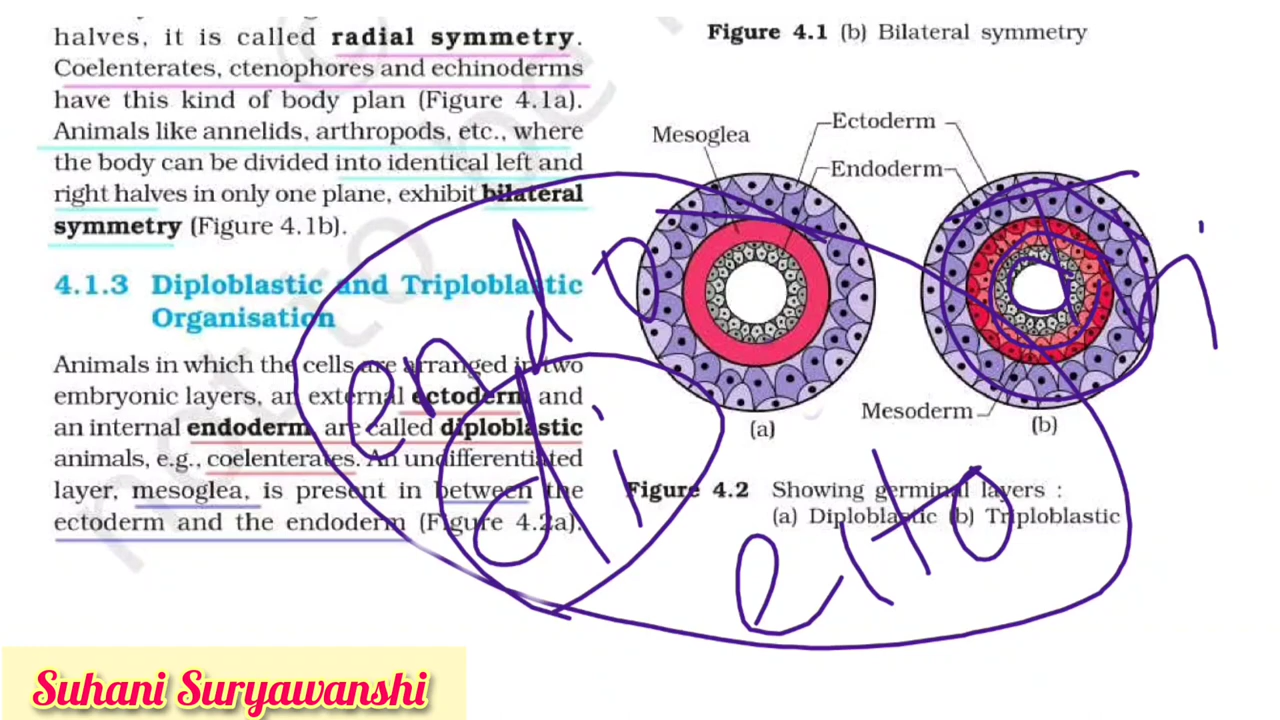 halves, it is called radial symmetry.
Coelenterates, ctenophores and echinoderms
have this kind of body plan (Figure 4.1a).
Animals like annelids, arthropods, etc., where
the body can be divided into identical left and
right halves in only one plane, exhibit bilateral
symmetry (Figure 4.1b).
4.1.3 Diploblastic and Triploblastic
Organisation
Animals in which the cells are arranged in two
embryonic layers, an external ectoderm and
an internal endoderm, are called diploblastic
animals, e.g., coelenterates. An undifferentiated
layer, mesoglea, is present in between the
ectoderm and the endoderm (Figure 4.2a).
Figure 4.1 (b) Bilateral symmetry
Mesoglea
Ectoderm
Endoderm
Mesoderm
(a)
(b)
Figure 4.2 Showing germinal layers :
(a) Diploblastic (b) Triploblastic
endo
di
ecto
Suhani Suryawanshi